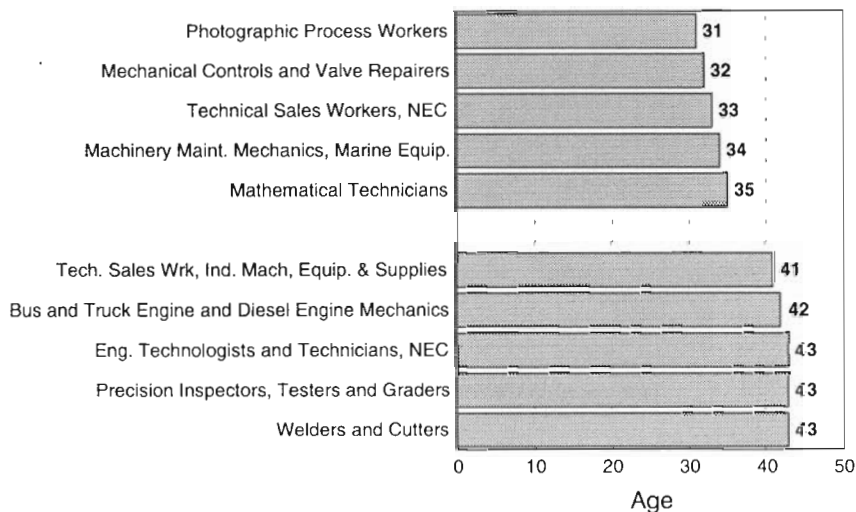 Photographic Process Workers 31
Mechanical Controls and Valve Repairers 32
Technical Sales Workers, NEC 33
Machinery Maint. Mechanics, Marine Equip. 34
Mathematical Technicians 35
Tech. Sales Wrk, Ind. Mach, Equip. & Supplies 41
Bus and Truck Engine and Diesel Engine Mechanics 42
Eng. Technologists and Technicians, NEC 43
Precision Inspectors, Testers and Graders 43
Welders and Cutters 43
0 10 20 30 40 50
Age